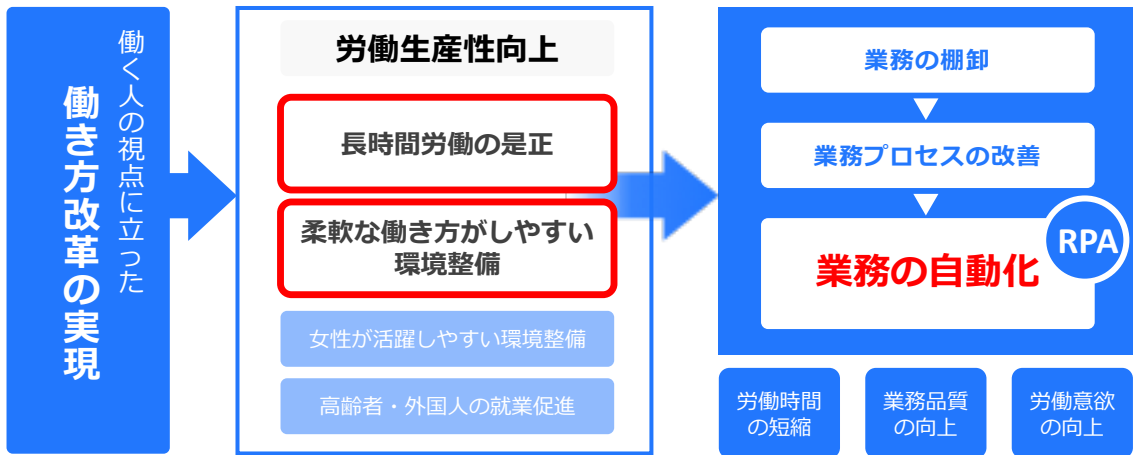 働く人の視点に立った
働き方改革の実現
労働生産性向上
長時間労働の是正
柔軟な働き方がしやすい
環境整備
女性が活躍しやすい環境整備
高齢者・外国人の就業促進
業務の棚卸
業務プロセスの改善
RPA
業務の自動化
労働時間
の短縮
業務品質
の向上
労働意欲
の向上